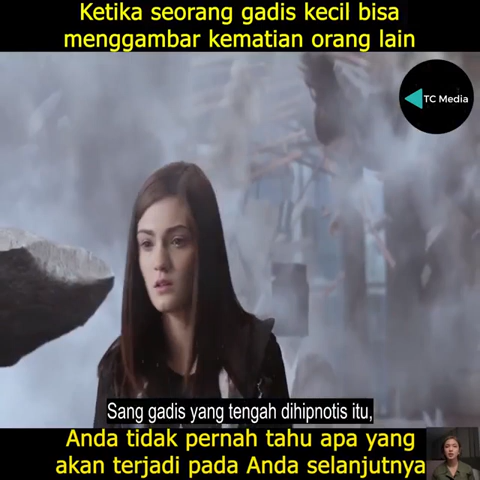 Ketika seorang gadis kecil bisa
menggambar kematian orang lain
TC Media
Sang gadis yang tengah dihipnotis itu,
Anda tidak pernah tahu apa yang
akan terjadi pada Anda selanjutnya